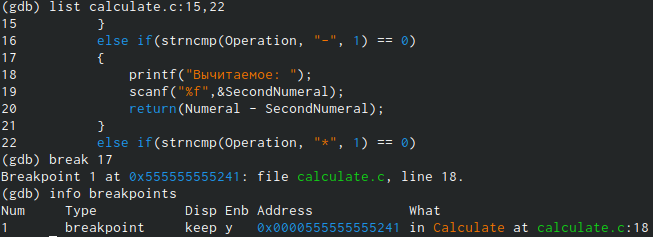 (gdb) list calculate.c:15,22
15 }
16 else if(strncmp(Operation, "-", 1) == 0)
17 {
18 printf("Вычитаемое: ");
19 scanf("%f",&SecondNumeral);
20 return(Numeral - SecondNumeral);
21 }
22 else if(strncmp(Operation, "*", 1) == 0)
(gdb) break 17
Breakpoint 1 at 0x555555555241: file calculate.c, line 18.
(gdb) info breakpoints
Num Type Disp Enb Address What
1 breakpoint keep y 0x0000555555555241 in Calculate at calculate.c:18